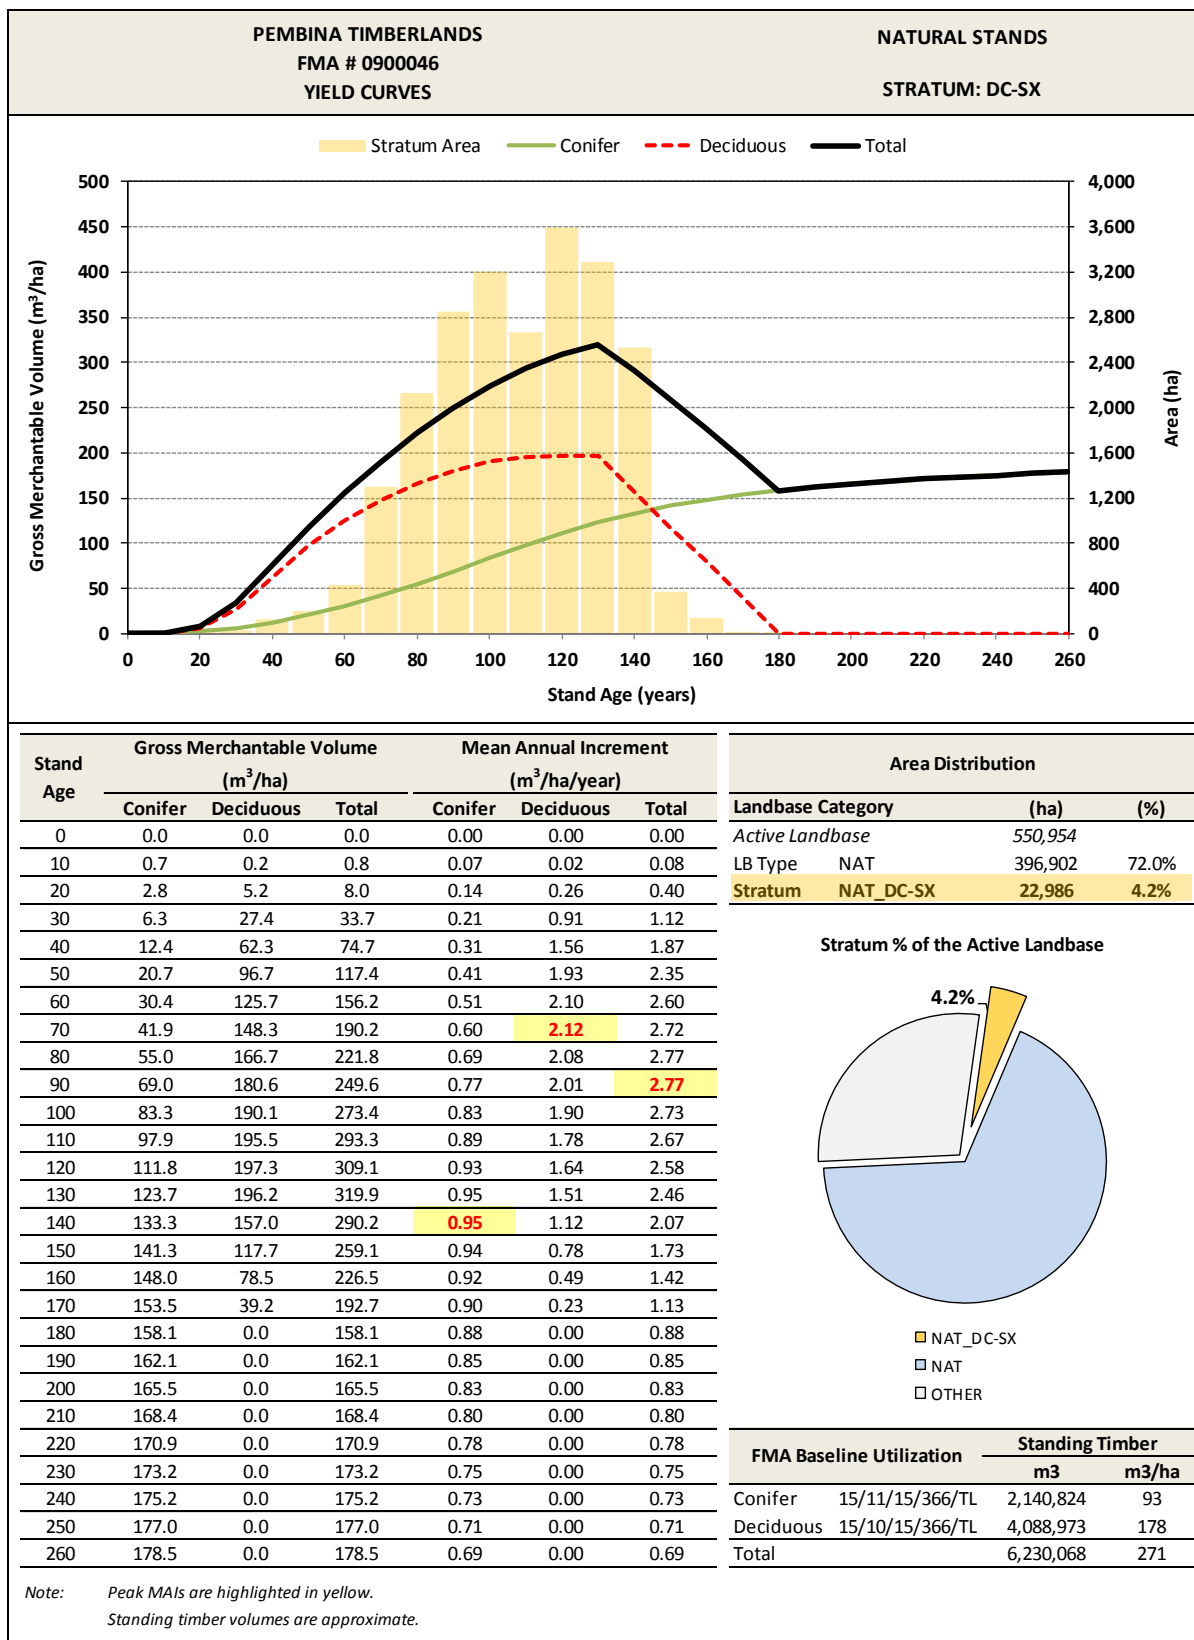 PEMBINA TIMBERLANDS
FMA # 0900046
YIELD CURVES
NATURAL STANDS
STRATUM: DC-SX
Stratum Area Conifer Deciduous Total
Gross Merchantable Volume (m³/ha)
500
450
400
350
300
250
200
150
100
50
0
4,000
3,600
3,200
2,800
2,400
2,000
1,600
1,200
800
400
0
Area (ha)
0 20 40 60 80 100 120 140 160 180 200 220 240 260
Stand Age (years)
Stand Age Gross Merchantable Volume (m³/ha) Mean Annual Increment (m³/ha/year)
Conifer Deciduous Total Conifer Deciduous Total
0 0.0 0.0 0.0 0.00 0.00 0.00
10 0.7 0.2 0.8 0.07 0.02 0.08
20 2.8 5.2 8.0 0.14 0.26 0.40
30 6.3 27.4 33.7 0.21 0.91 1.12
40 12.4 62.3 74.7 0.31 1.56 1.87
50 20.7 96.7 117.4 0.41 1.93 2.35
60 30.4 125.7 156.2 0.51 2.10 2.60
70 41.9 148.3 190.2 0.60 2.12 2.72
80 55.0 166.7 221.8 0.69 2.08 2.77
90 69.0 180.6 249.6 0.77 2.01 2.77
100 83.3 190.1 273.4 0.83 1.90 2.73
110 97.9 195.5 293.3 0.89 1.78 2.67
120 111.8 197.3 309.1 0.93 1.64 2.58
130 123.7 196.2 319.9 0.95 1.51 2.46
140 133.3 157.0 290.2 0.95 1.12 2.07
150 141.3 117.7 259.1 0.94 0.78 1.73
160 148.0 78.5 226.5 0.92 0.49 1.42
170 153.5 39.2 192.7 0.90 0.23 1.13
180 158.1 0.0 158.1 0.88 0.00 0.88
190 162.1 0.0 162.1 0.85 0.00 0.85
200 165.5 0.0 165.5 0.83 0.00 0.83
210 168.4 0.0 168.4 0.80 0.00 0.80
220 170.9 0.0 170.9 0.78 0.00 0.78
230 173.2 0.0 173.2 0.75 0.00 0.75
240 175.2 0.0 175.2 0.73 0.00 0.73
250 177.0 0.0 177.0 0.71 0.00 0.71
260 178.5 0.0 178.5 0.69 0.00 0.69
Area Distribution
Landbase Category (ha) (%)
Active Landbase 550,954
LB Type NAT 396,902 72.0%
Stratum NAT_DC-SX 22,986 4.2%
Stratum % of the Active Landbase
4.2%
NAT_DC-SX
NAT
OTHER
FMA Baseline Utilization Standing Timber
m3 m3/ha
Conifer 15/11/15/366/TL 2,140,824 93
Deciduous 15/10/15/366/TL 4,088,973 178
Total 6,230,068 271
Note: Peak MAIs are highlighted in yellow.
Standing timber volumes are approximate.